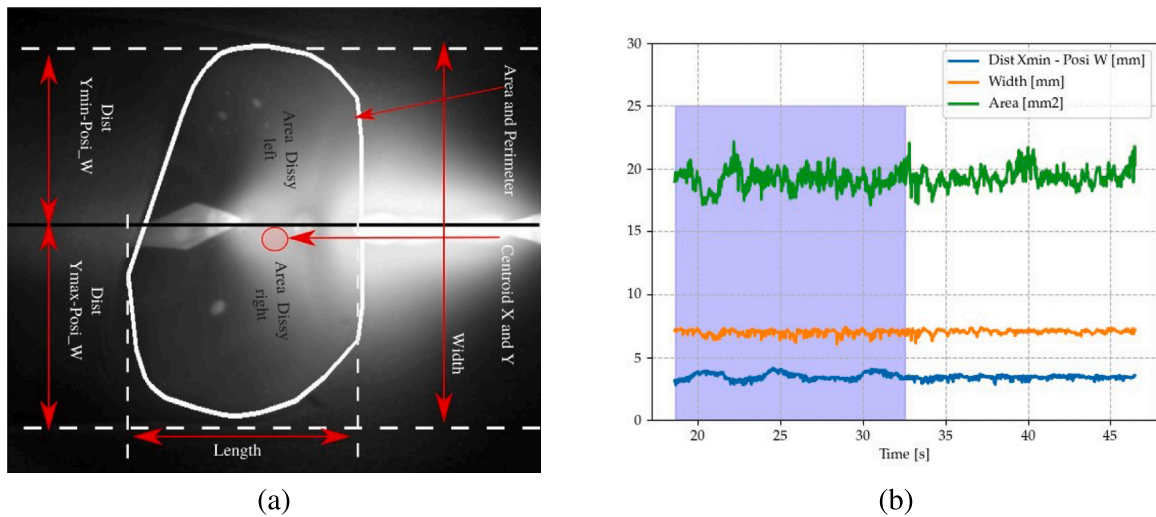 Dist
Ymin-Posi_W
Dist
Ymax-Posi_W
Area Dissy
left
Area Dissy
right
Area and Perimeter
Centroid X and Y
Width
Length
(a)
30
25
20
15
10
5
0
Dist Xmin - Posi W [mm]
Width [mm]
Area [mm2]
20 25 30 35 40 45
Time [s]
(b)